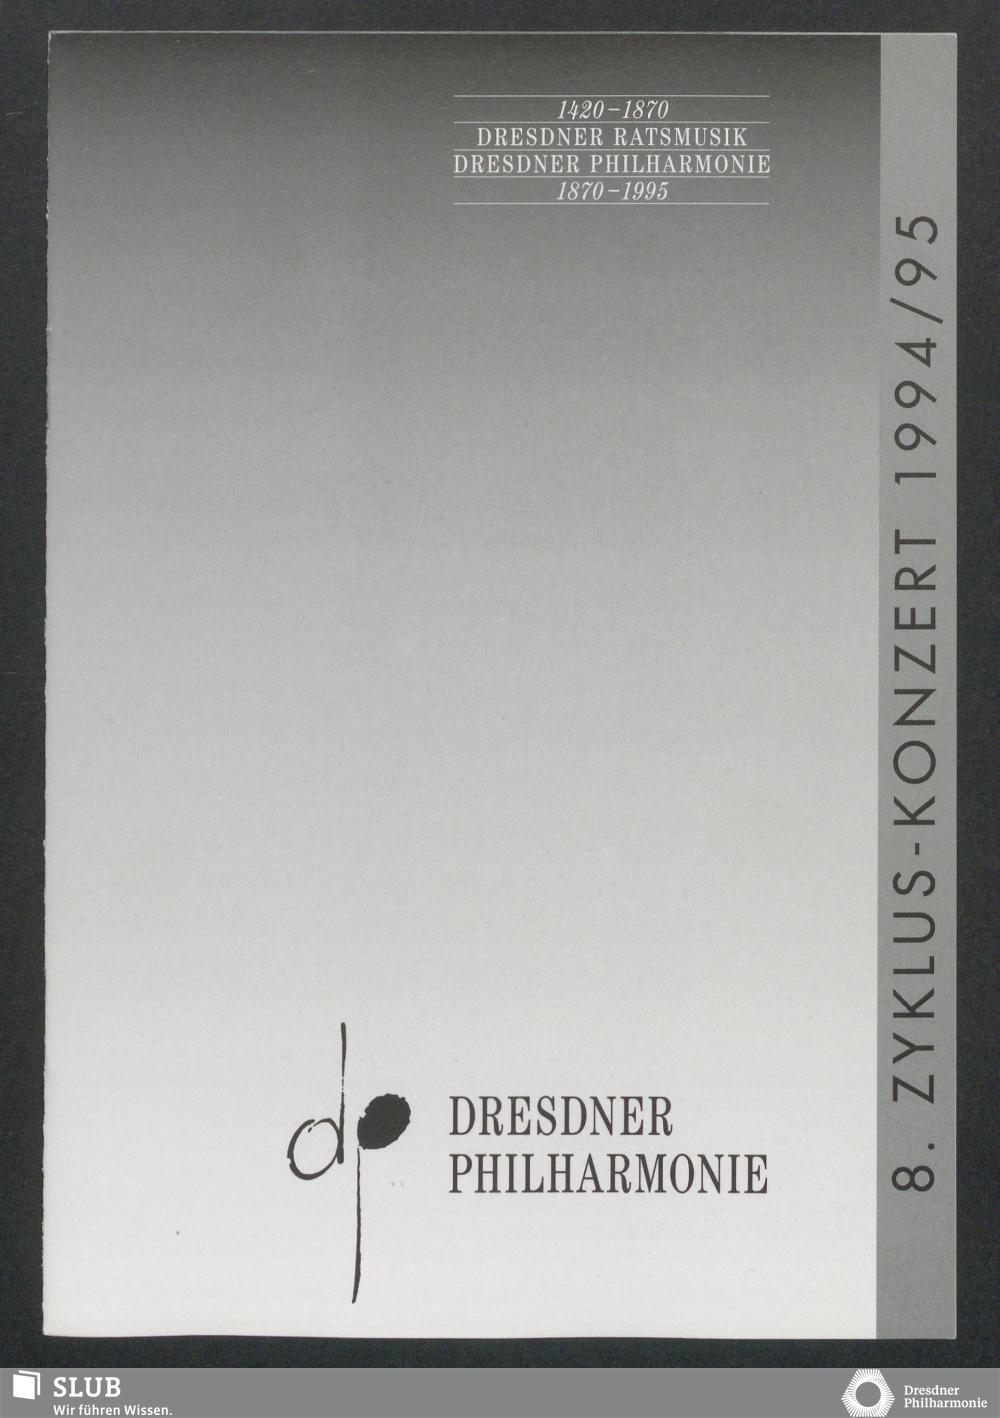 1420–1870
DRESDNER RATSMUSIK
DRESDNER PHILHARMONIE
1870–1995
8. ZYKLUS-KONZERT 1994/95
dp
DRESDNER
PHILHARMONIE
SLUB
Wir führen Wissen.
Dresdner
Philharmonie